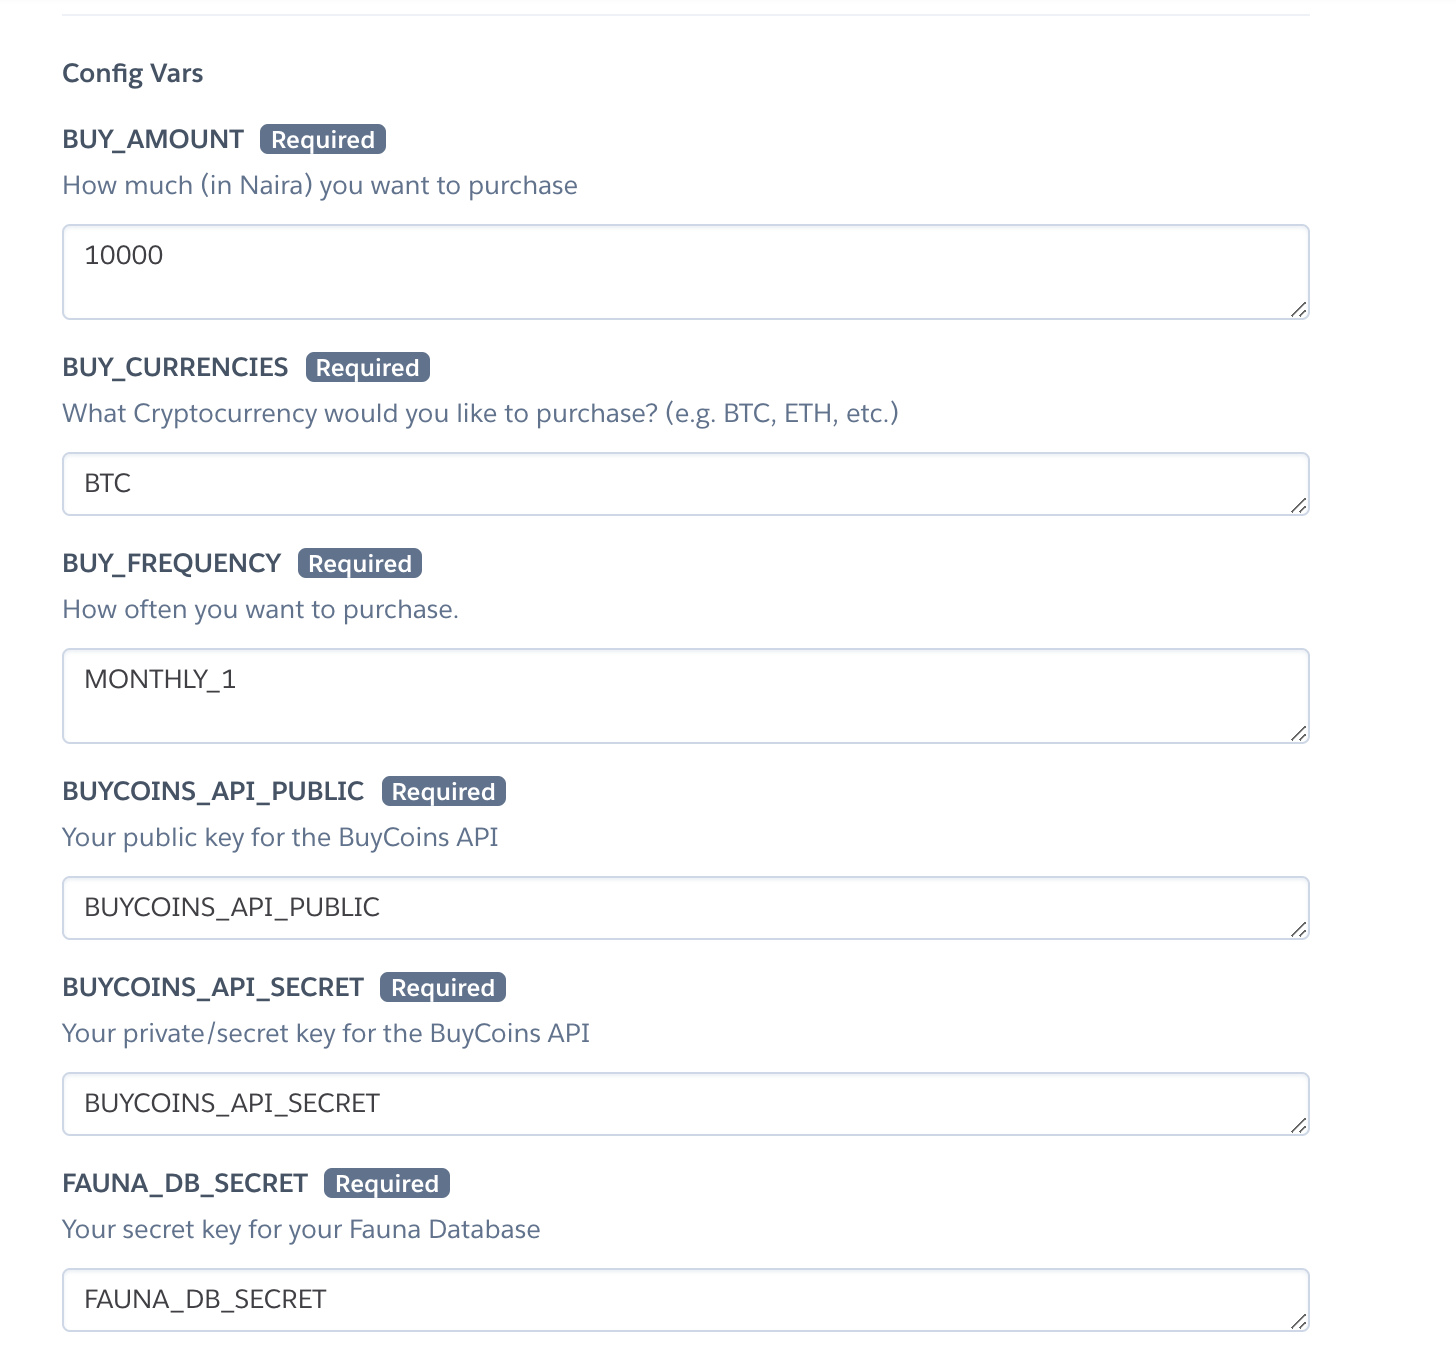 Config Vars
BUY_AMOUNT Required
How much (in Naira) you want to purchase
10000
BUY_CURRENCIES Required
What Cryptocurrency would you like to purchase? (e.g. BTC, ETH, etc.)
BTC
BUY_FREQUENCY Required
How often you want to purchase.
MONTHLY_1
BUYCOINS_API_PUBLIC Required
Your public key for the BuyCoins API
BUYCOINS_API_PUBLIC
BUYCOINS_API_SECRET Required
Your private/secret key for the BuyCoins API
BUYCOINS_API_SECRET
FAUNA_DB_SECRET Required
Your secret key for your Fauna Database
FAUNA_DB_SECRET